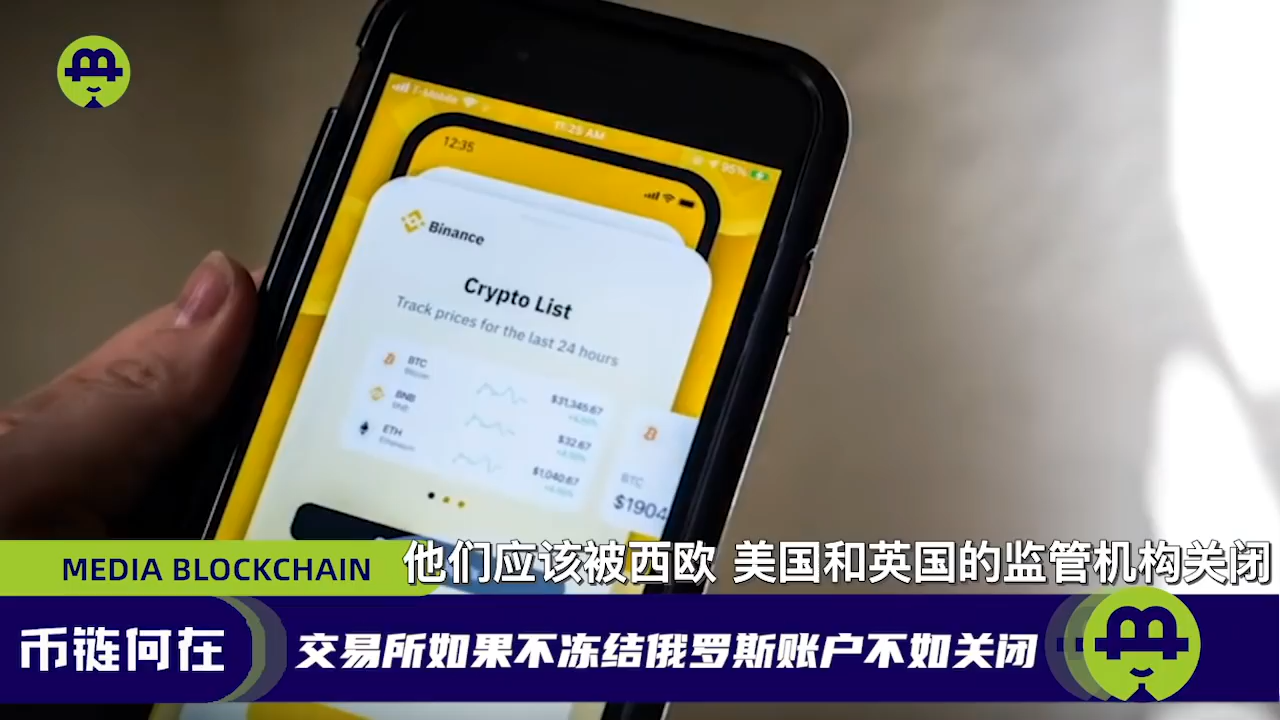 T-Mobile
11:25 AM
95%
12:35
Binance
Crypto List
Track prices for the last 24 hours
BTC
Bitcoin
$31,345.67
BNB
BNB
$32.67
ETH
Ethereum
$1,040.67
BTC
$1904
他们应该被西欧 美国和英国的监管机构关闭
MEDIA BLOCKCHAIN
币链何在
交易所如果不冻结俄罗斯账户不如关闭